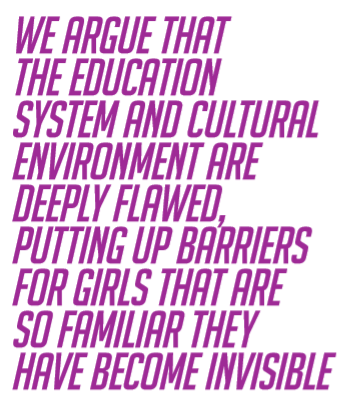 WE ARGUE THAT
THE EDUCATION
SYSTEM AND CULTURAL
ENVIRONMENT ARE
DEEPLY FLAWED,
PUTTING UP BARRIERS
FOR GIRLS THAT ARE
SO FAMILIAR THEY
HAVE BECOME INVISIBLE